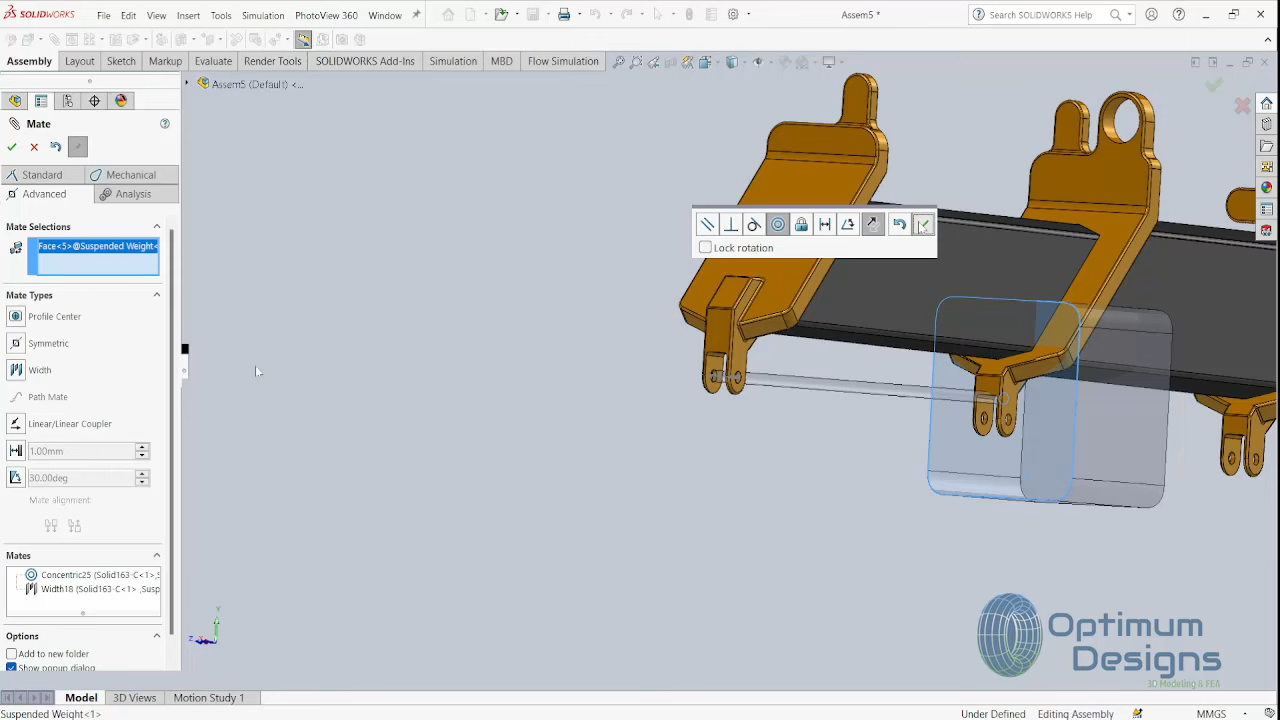 SOLIDWORKS File Edit View Insert Tools Simulation PhotoView 360 Window Assem5 * Search SOLIDWORKS Help
Assembly Layout Sketch Markup Evaluate Render Tools SOLIDWORKS Add-Ins Simulation MBD Flow Simulation
Assem5 (Default) <...
Mate
Standard Mechanical
Advanced Analysis
Mate Selections
Face<5>@Suspended Weight<
Lock rotation
Mate Types
Profile Center
Symmetric
Width
Path Mate
Linear/Linear Coupler
1.00mm
30.00deg
Mate alignment:
Mates
Concentric25 (Solid163-C<1>,S
Width18 (Solid163-C<1> ,Susp
Options
Add to new folder
Show popup dialog
Y
Z
Optimum
Designs
3D Modeling & FEA
Model 3D Views Motion Study 1
Suspended Weight<1> Under Defined Editing Assembly MMGS